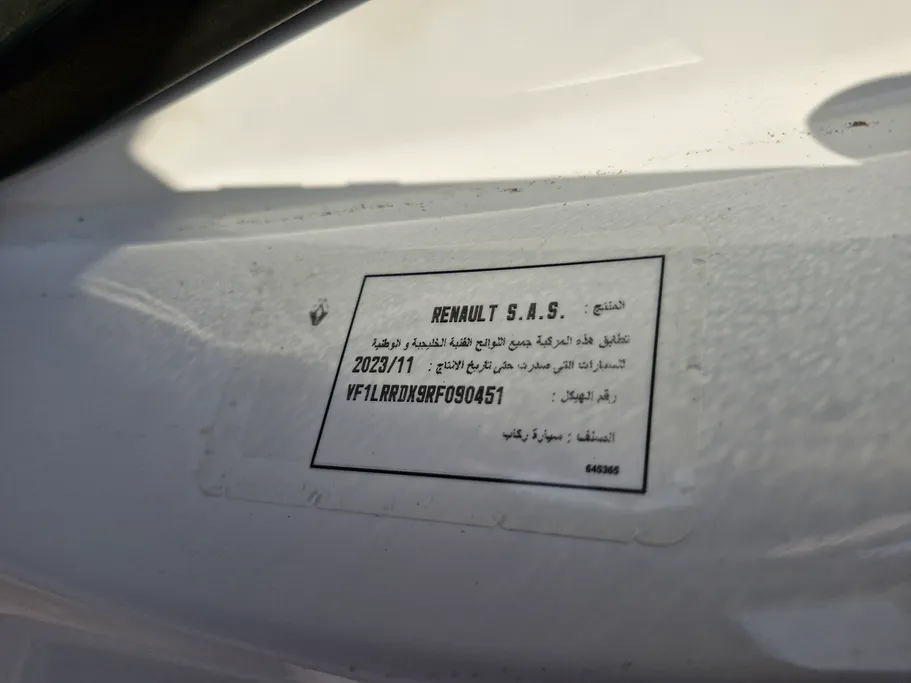 المنتج : RENAULT S.A.S.
تطابق هذه المركبة جميع اللوائح الفنية الخليجية و الوطنية
للسيارات التي صدرت حتى تاريخ الانتاج : 2023/11
رقم الهيكل : VF1LRRDX9RF090451
الصنف : سيارة ركاب
645365